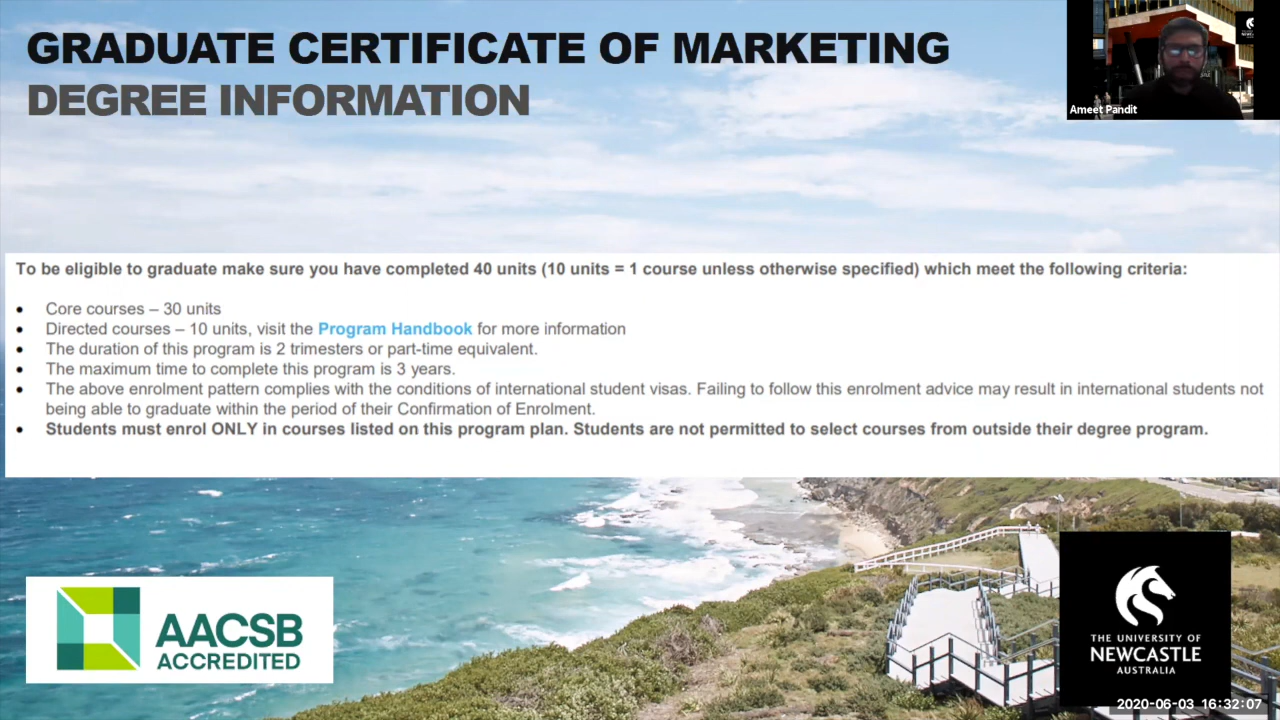 GRADUATE CERTIFICATE OF MARKETING
DEGREE INFORMATION
Ameet Pandit
To be eligible to graduate make sure you have completed 40 units (10 units = 1 course unless otherwise specified) which meet the following criteria:
• Core courses – 30 units
• Directed courses – 10 units, visit the Program Handbook for more information
• The duration of this program is 2 trimesters or part-time equivalent.
• The maximum time to complete this program is 3 years.
• The above enrolment pattern complies with the conditions of international student visas. Failing to follow this enrolment advice may result in international students not
being able to graduate within the period of their Confirmation of Enrolment.
• Students must enrol ONLY in courses listed on this program plan. Students are not permitted to select courses from outside their degree program.
AACSB
ACCREDITED
THE UNIVERSITY OF
NEWCASTLE
AUSTRALIA
2020-06-03 16:32:07